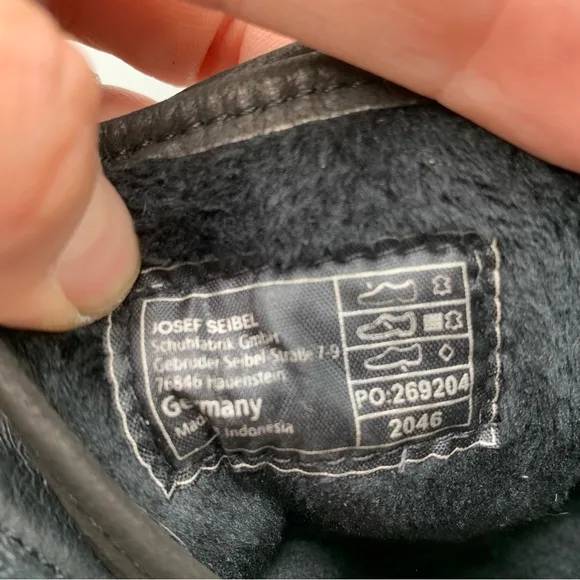 JOSEF SEIBEL
Schuhfabrik GmbH
Gebrüder-Seibel-Straße 7-9
76846 Hauenstein
Germany
Made in Indonesia
PO:269204
2046